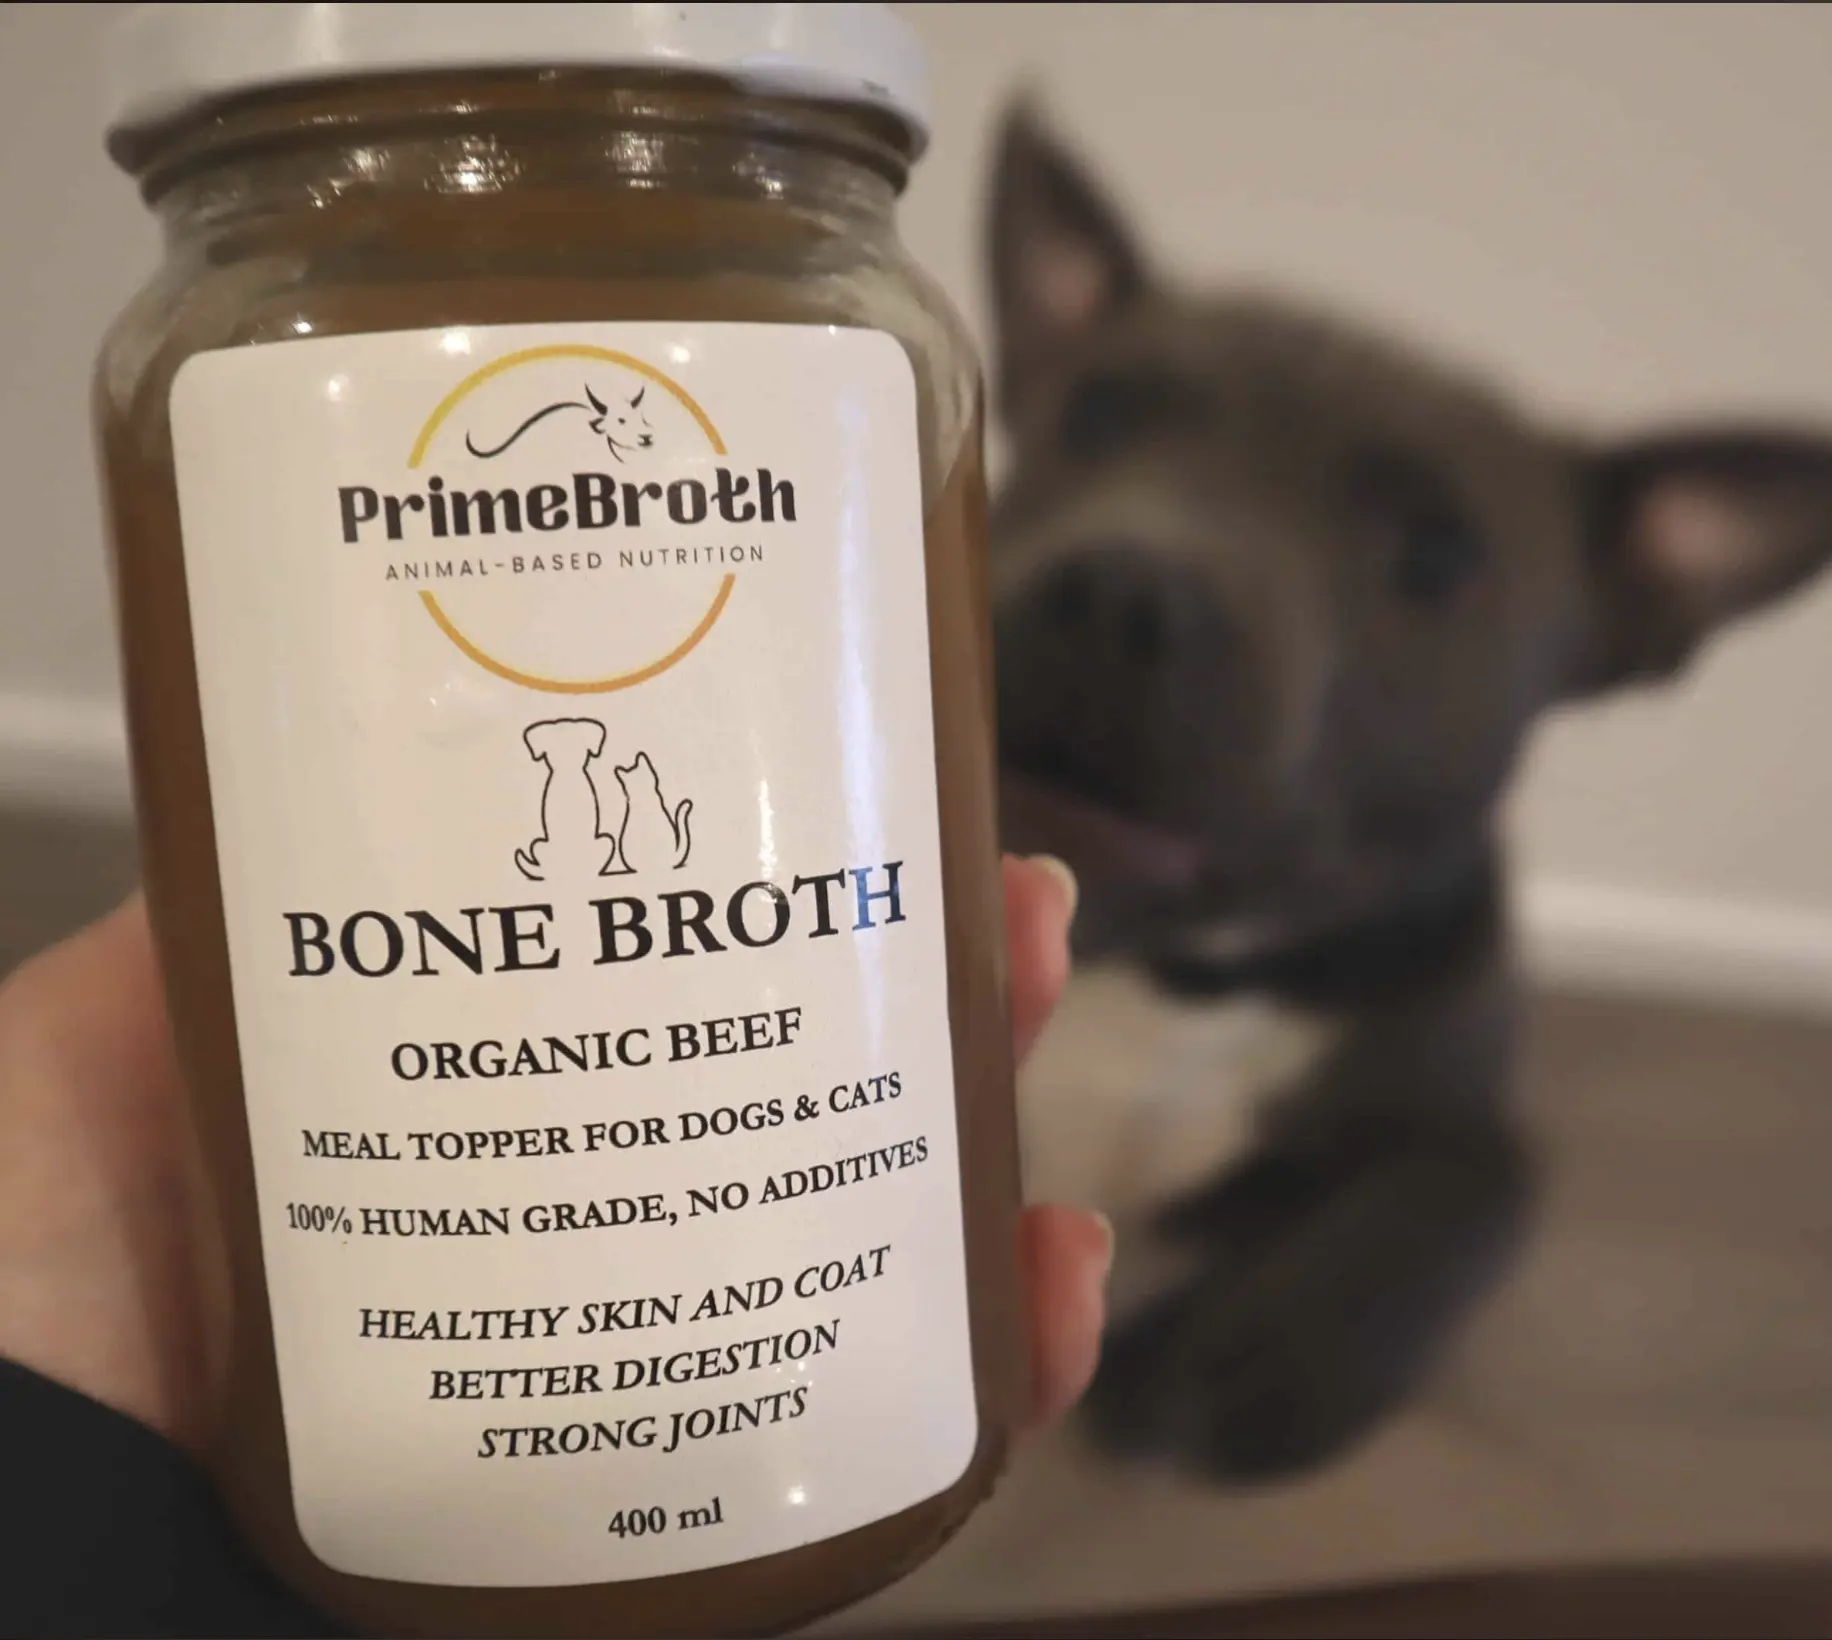 PrimeBroth
ANIMAL-BASED NUTRITION
BONE BROTH
ORGANIC BEEF
MEAL TOPPER FOR DOGS & CATS
100% HUMAN GRADE, NO ADDITIVES
HEALTHY SKIN AND COAT
BETTER DIGESTION
STRONG JOINTS
400 ml